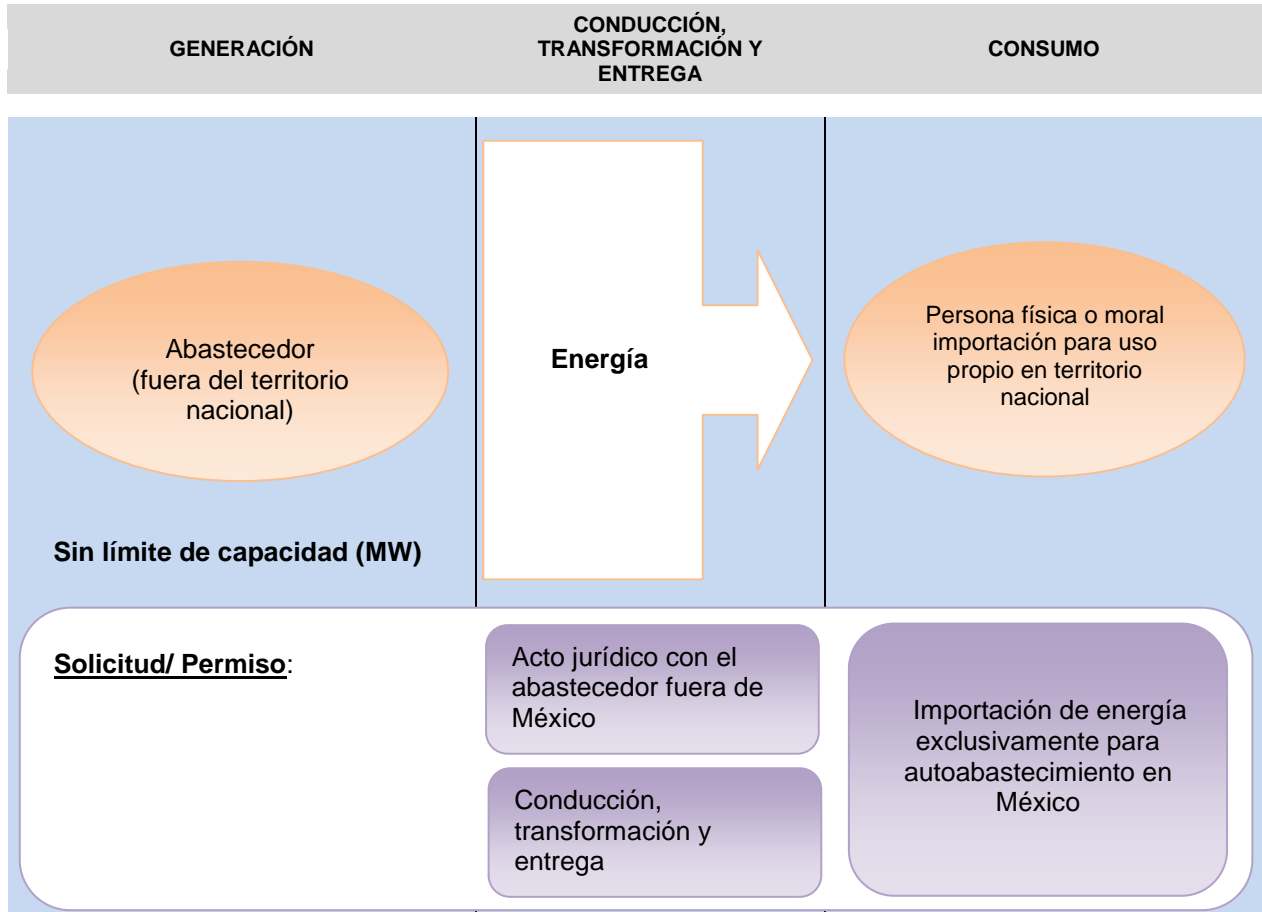 GENERACIÓN
CONDUCCIÓN,
TRANSFORMACIÓN Y
ENTREGA
CONSUMO
Abastecedor
(fuera del territorio
nacional)
Energía
Persona física o moral
importación para uso
propio en territorio
nacional
Sin límite de capacidad (MW)
Solicitud/ Permiso:
Acto jurídico con el
abastecedor fuera de
México
Conducción,
transformación y
entrega
Importación de energía
exclusivamente para
autoabastecimiento en
México